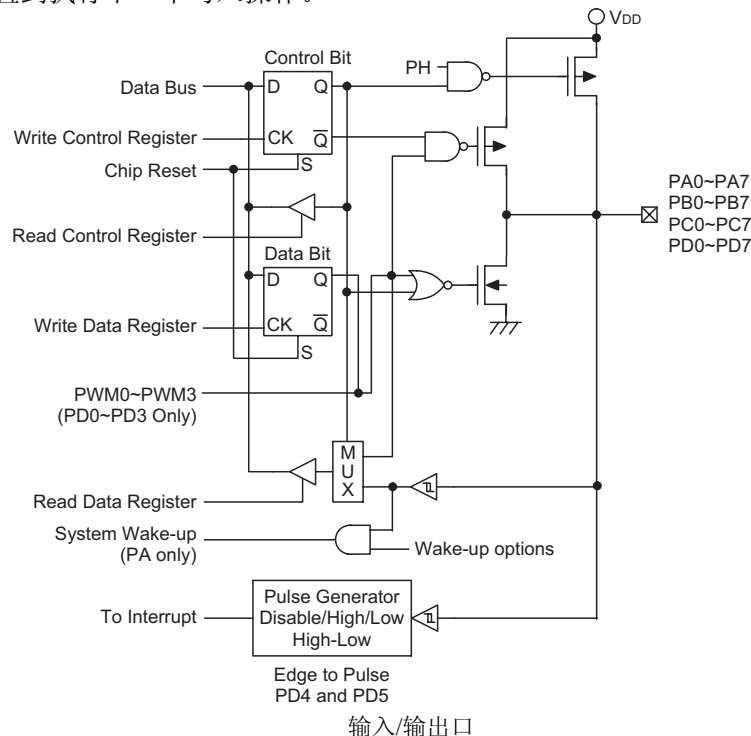 Control Bit
Data Bus
D
Q
Write Control Register
CK
Q
Chip Reset
S
Read Control Register
Data Bit
D
Q
Write Data Register
CK
Q
S
PWM0~PWM3
(PD0~PD3 Only)
M
U
X
Read Data Register
System Wake-up
(PA only)
Wake-up options
To Interrupt
Pulse Generator
Disable/High/Low
High-Low
Edge to Pulse
PD4 and PD5
PH
VDD
PA0~PA7
PB0~PB7
PC0~PC7
PD0~PD7
输入/输出口